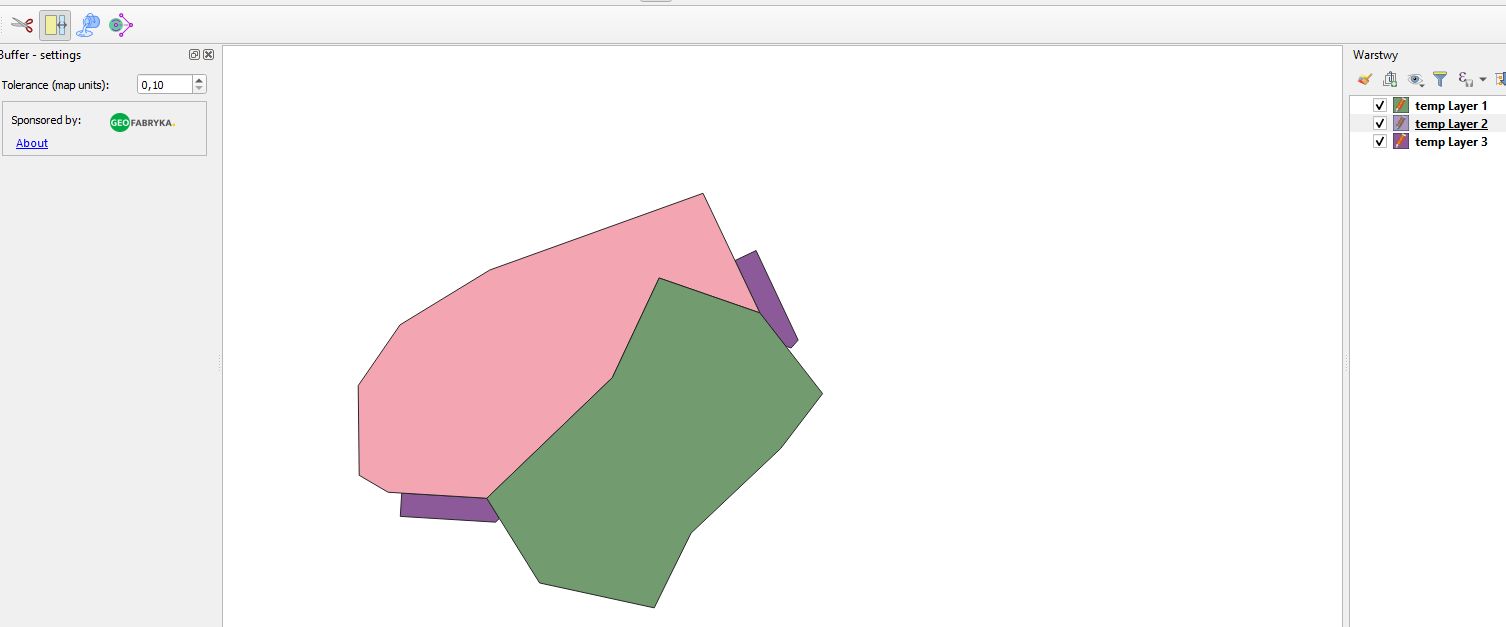 Buffer - settings
Tolerance (map units):
0,10
Sponsored by:
GEOFABRYKA.
About
Warstwy
temp Layer 1
temp Layer 2
temp Layer 3